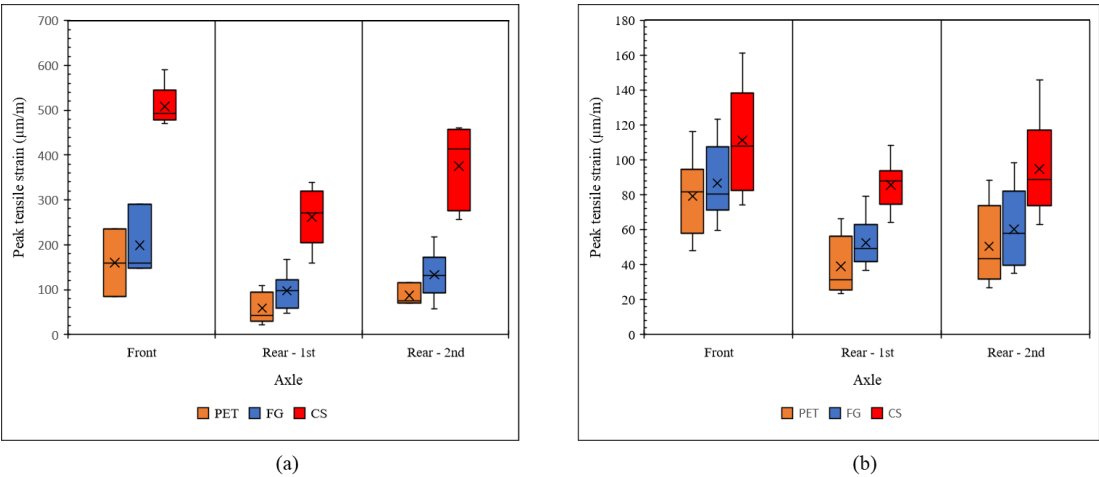 700
600
500
400
300
200
100
0
Peak tensile strain (μm/m)
Front
Rear - 1st
Rear - 2nd
Axle
PET FG CS
(a)
180
160
140
120
100
80
60
40
20
0
Peak tensile strain (μm/m)
Front
Rear - 1st
Rear - 2nd
Axle
PET FG CS
(b)